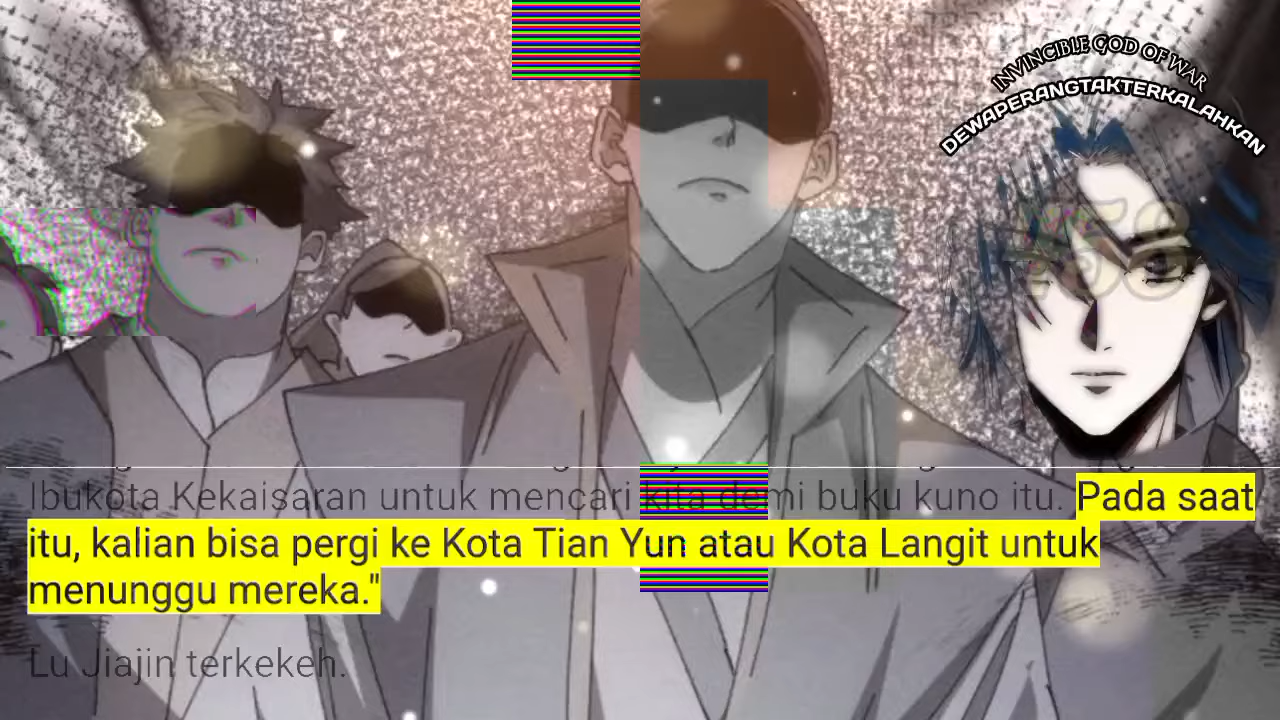 INVINCIBLE GOD OF WAR
DEWAPERANGTAKTERKALAHKAN
Ibukota Kekaisaran untuk mencari kita demi buku kuno itu. Pada saat
itu, kalian bisa pergi ke Kota Tian Yun atau Kota Langit untuk
menunggu mereka."
Lu Jiajin terkekeh.